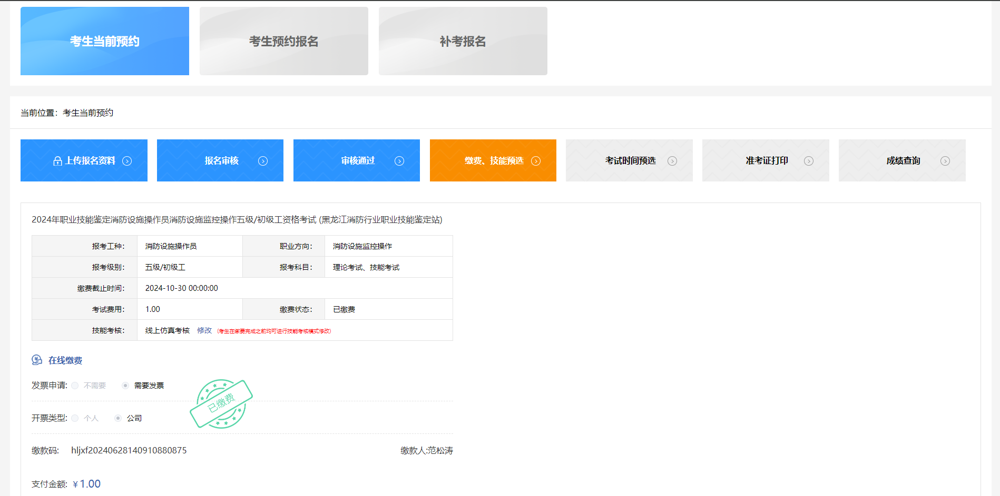 考生当前预约
考生预约报名
补考报名
当前位置：考生当前预约
上传报名资料
报名审核
审核通过
缴费、技能预选
考试时间预选
准考证打印
成绩查询
2024年职业技能鉴定消防设施操作员消防设施监控操作五级/初级工资格考试 (黑龙江消防行业职业技能鉴定站)
报考工种： 消防设施操作员 职业方向： 消防设施监控操作
报考级别： 五级/初级工 报考科目： 理论考试、技能考试
缴费截止时间： 2024-10-30 00:00:00
考试费用： 1.00 缴费状态： 已缴费
技能考核： 线上仿真考核 修改 (考生在缴费完成之前均可进行技能考核模式修改)
在线缴费
发票申请: 不需要 需要发票
已缴费
开票类型: 个人 公司
缴款码: hljxf20240628140910880875 缴款人:范松涛
支付金额: ¥ 1.00